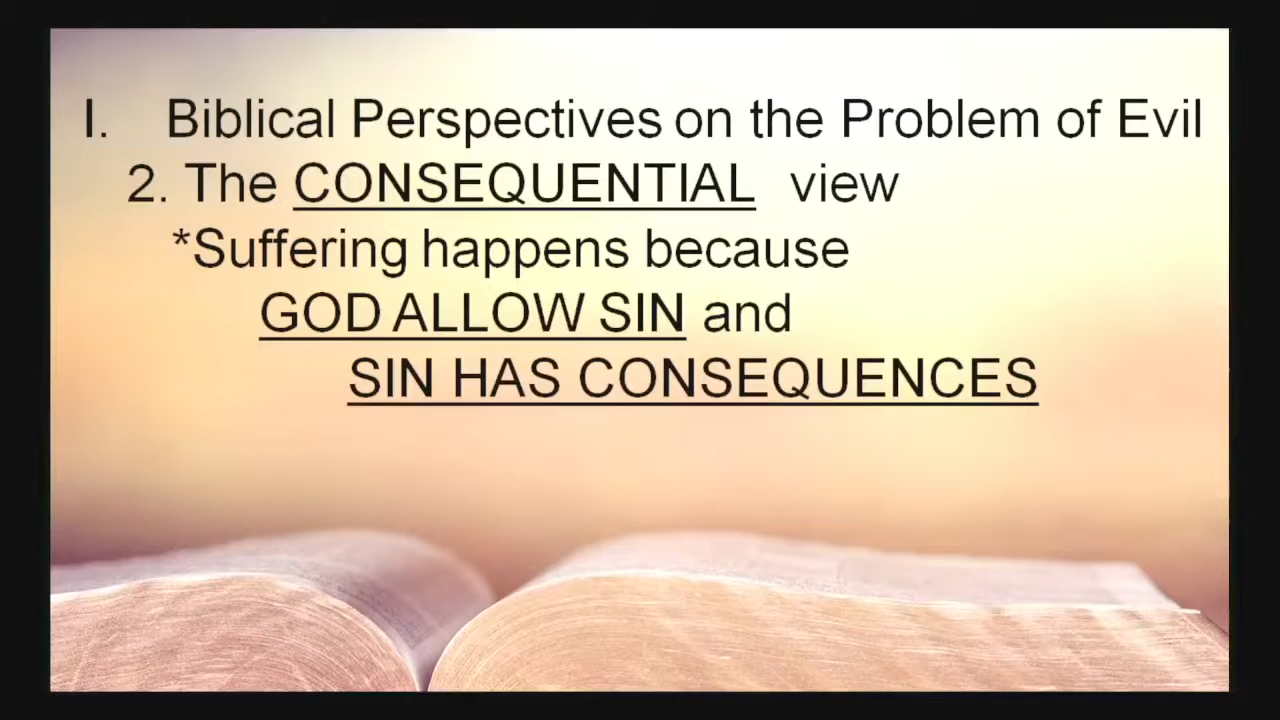 I. Biblical Perspectives on the Problem of Evil
2. The CONSEQUENTIAL view
*Suffering happens because
GOD ALLOW SIN and
SIN HAS CONSEQUENCES